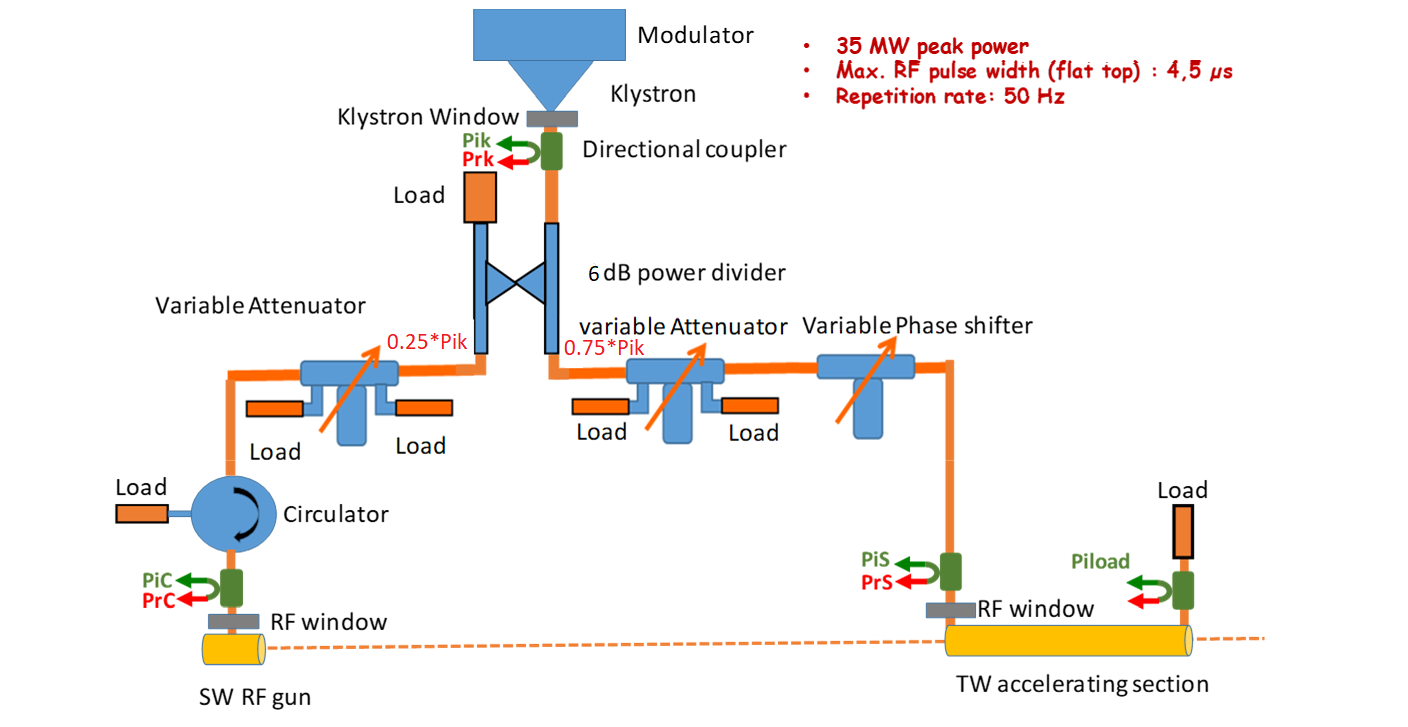 Modulator
• 35 MW peak power
• Max. RF pulse width (flat top) : 4,5 µs
• Repetition rate: 50 Hz
Klystron
Klystron Window
Pik
Prk
Directional coupler
Load
6 dB power divider
Variable Attenuator
0.25*Pik
0.75*Pik
variable Attenuator
Variable Phase shifter
Load
Load
Load
Load
Load
Circulator
Load
PiC
PrC
PiS
PrS
Piload
RF window
RF window
SW RF gun
TW accelerating section